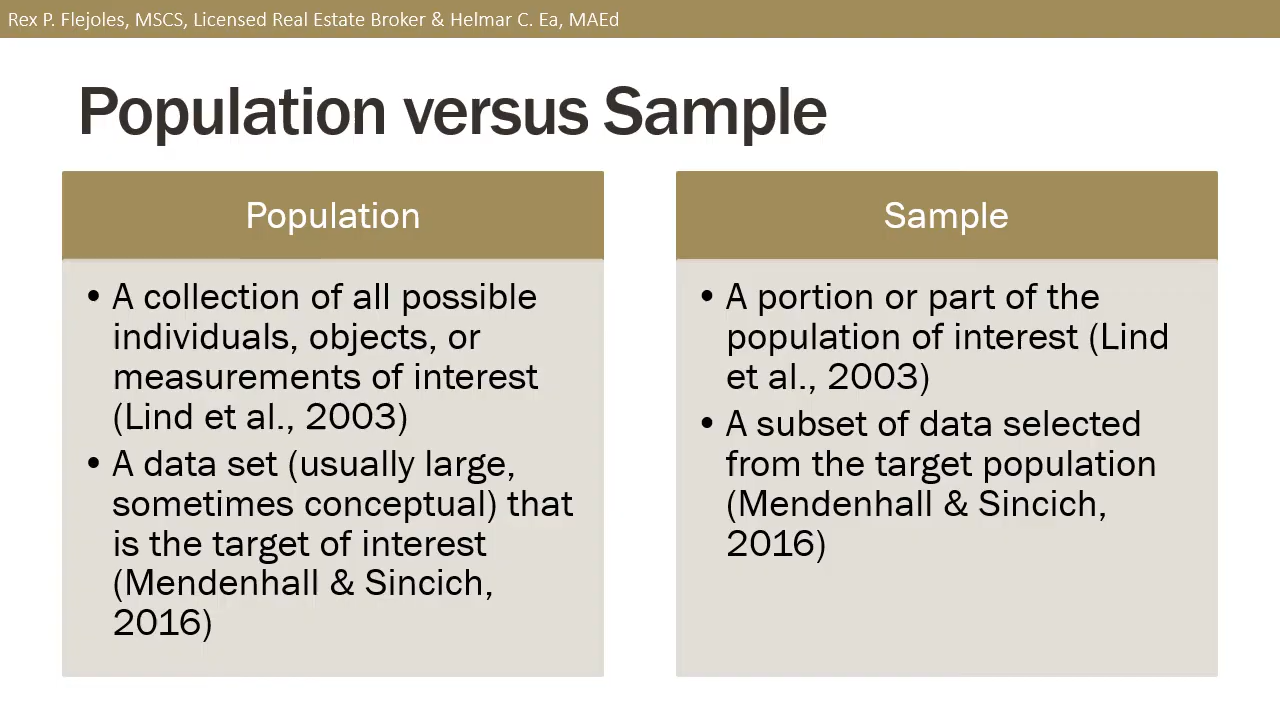 Rex P. Flejoles, MSCS, Licensed Real Estate Broker & Helmar C. Ea, MAEd
Population versus Sample
Population
• A collection of all possible
individuals, objects, or
measurements of interest
(Lind et al., 2003)
• A data set (usually large,
sometimes conceptual) that
is the target of interest
(Mendenhall & Sincich,
2016)
Sample
• A portion or part of the
population of interest (Lind
et al., 2003)
• A subset of data selected
from the target population
(Mendenhall & Sincich,
2016)